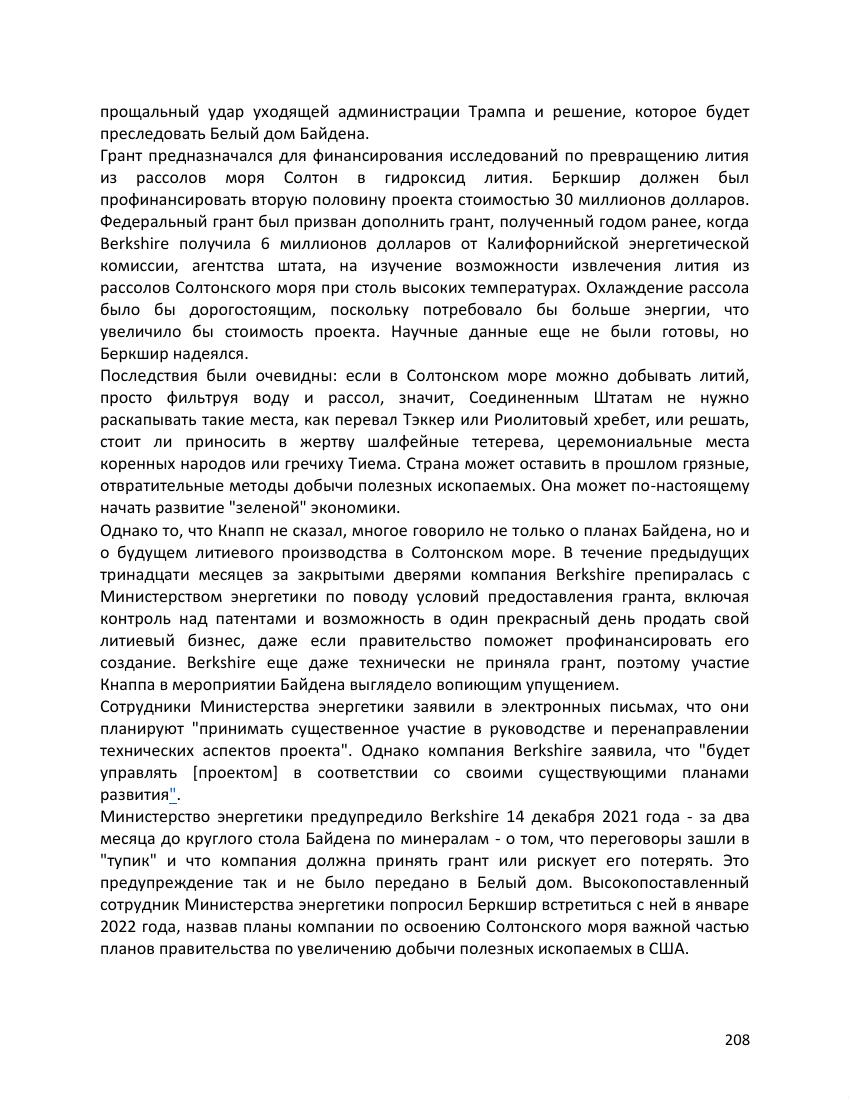 прощальный удар уходящей администрации Трампа и решение, которое будет
преследовать Белый дом Байдена.
Грант предназначался для финансирования исследований по превращению лития
из рассолов моря Солтон в гидроксид лития. Беркшир должен был
профинансировать вторую половину проекта стоимостью 30 миллионов долларов.
Федеральный грант был призван дополнить грант, полученный годом ранее, когда
Berkshire получила 6 миллионов долларов от Калифорнийской энергетической
комиссии, агентства штата, на изучение возможности извлечения лития из
рассолов Солтонского моря при столь высоких температурах. Охлаждение рассола
было бы дорогостоящим, поскольку потребовало бы больше энергии, что
увеличило бы стоимость проекта. Научные данные еще не были готовы, но
Беркшир надеялся.
Последствия были очевидны: если в Солтонском море можно добывать литий,
просто фильтруя воду и рассол, значит, Соединенным Штатам не нужно
раскапывать такие места, как перевал Тэккер или Риолитовый хребет, или решать,
стоит ли приносить в жертву шалфейные тетерева, церемониальные места
коренных народов или гречиху Тиема. Страна может оставить в прошлом грязные,
отвратительные методы добычи полезных ископаемых. Она может по-настоящему
начать развитие "зеленой" экономики.
Однако то, что Кнапп не сказал, многое говорило не только о планах Байдена, но и
о будущем литиевого производства в Солтонском море. В течение предыдущих
тринадцати месяцев за закрытыми дверями компания Berkshire препиралась с
Министерством энергетики по поводу условий предоставления гранта, включая
контроль над патентами и возможность в один прекрасный день продать свой
литиевый бизнес, даже если правительство поможет профинансировать его
создание. Berkshire еще даже технически не приняла грант, поэтому участие
Кнаппа в мероприятии Байдена выглядело вопиющим упущением.
Сотрудники Министерства энергетики заявили в электронных письмах, что они
планируют "принимать существенное участие в руководстве и перенаправлении
технических аспектов проекта". Однако компания Berkshire заявила, что "будет
управлять [проектом] в соответствии со своими существующими планами
развития".
Министерство энергетики предупредило Berkshire 14 декабря 2021 года - за два
месяца до круглого стола Байдена по минералам - о том, что переговоры зашли в
"тупик" и что компания должна принять грант или рискует его потерять. Это
предупреждение так и не было передано в Белый дом. Высокопоставленный
сотрудник Министерства энергетики попросил Беркшир встретиться с ней в январе
2022 года, назвав планы компании по освоению Солтонского моря важной частью
планов правительства по увеличению добычи полезных ископаемых в США.
208